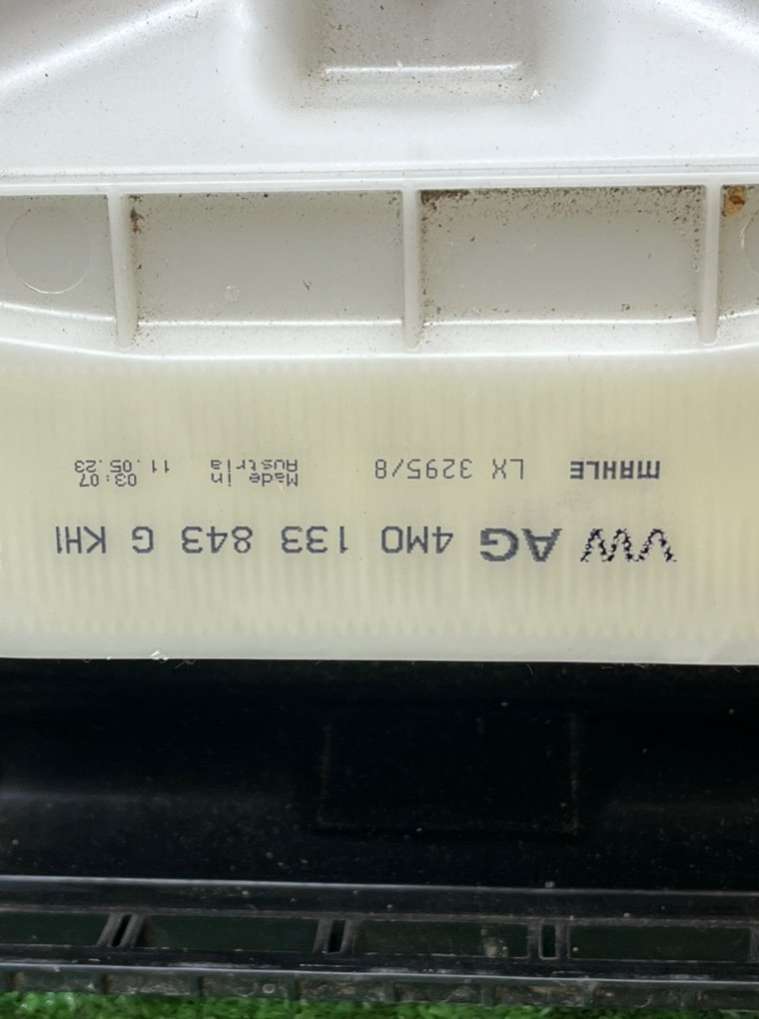 VW AG 4M0 133 843 G KHI
MAHLE LX 3295/8 Made in Austria 11.05.23 03:07